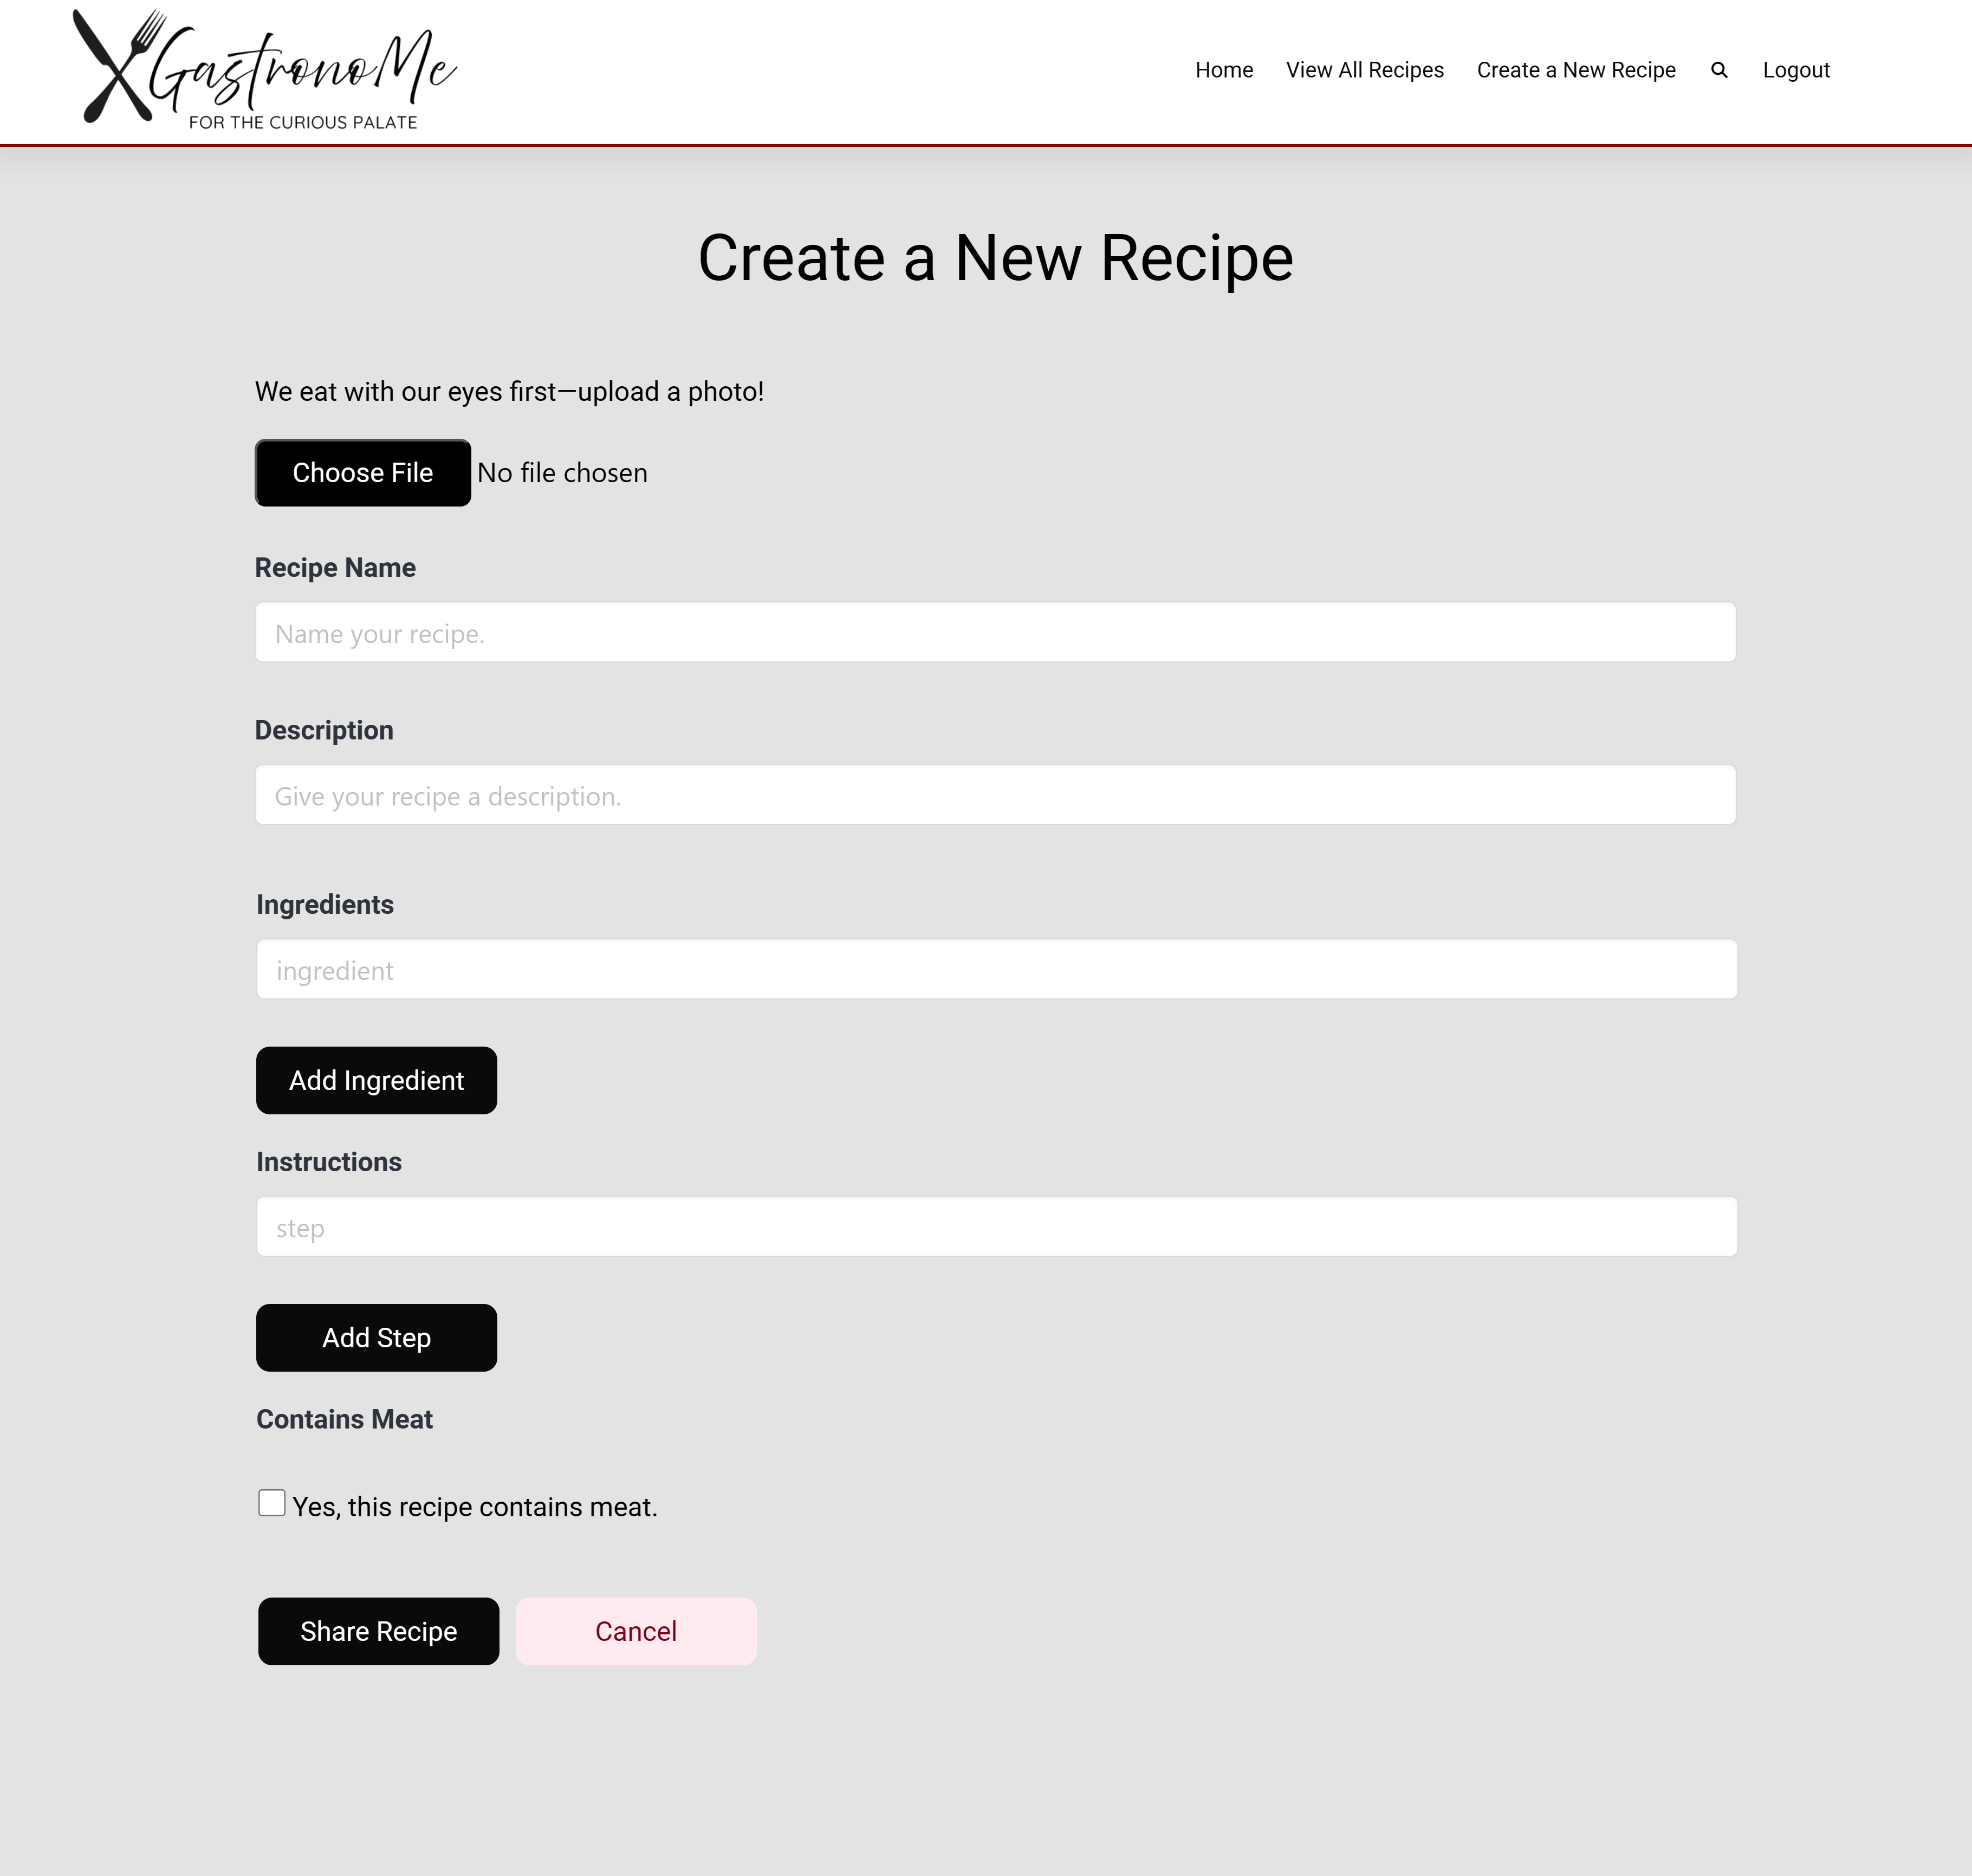 GastronoMe
FOR THE CURIOUS PALATE
Home View All Recipes Create a New Recipe Logout
Create a New Recipe
We eat with our eyes first—upload a photo!
Choose File No file chosen
Recipe Name
Name your recipe.
Description
Give your recipe a description.
Ingredients
ingredient
Add Ingredient
Instructions
step
Add Step
Contains Meat
Yes, this recipe contains meat.
Share Recipe Cancel